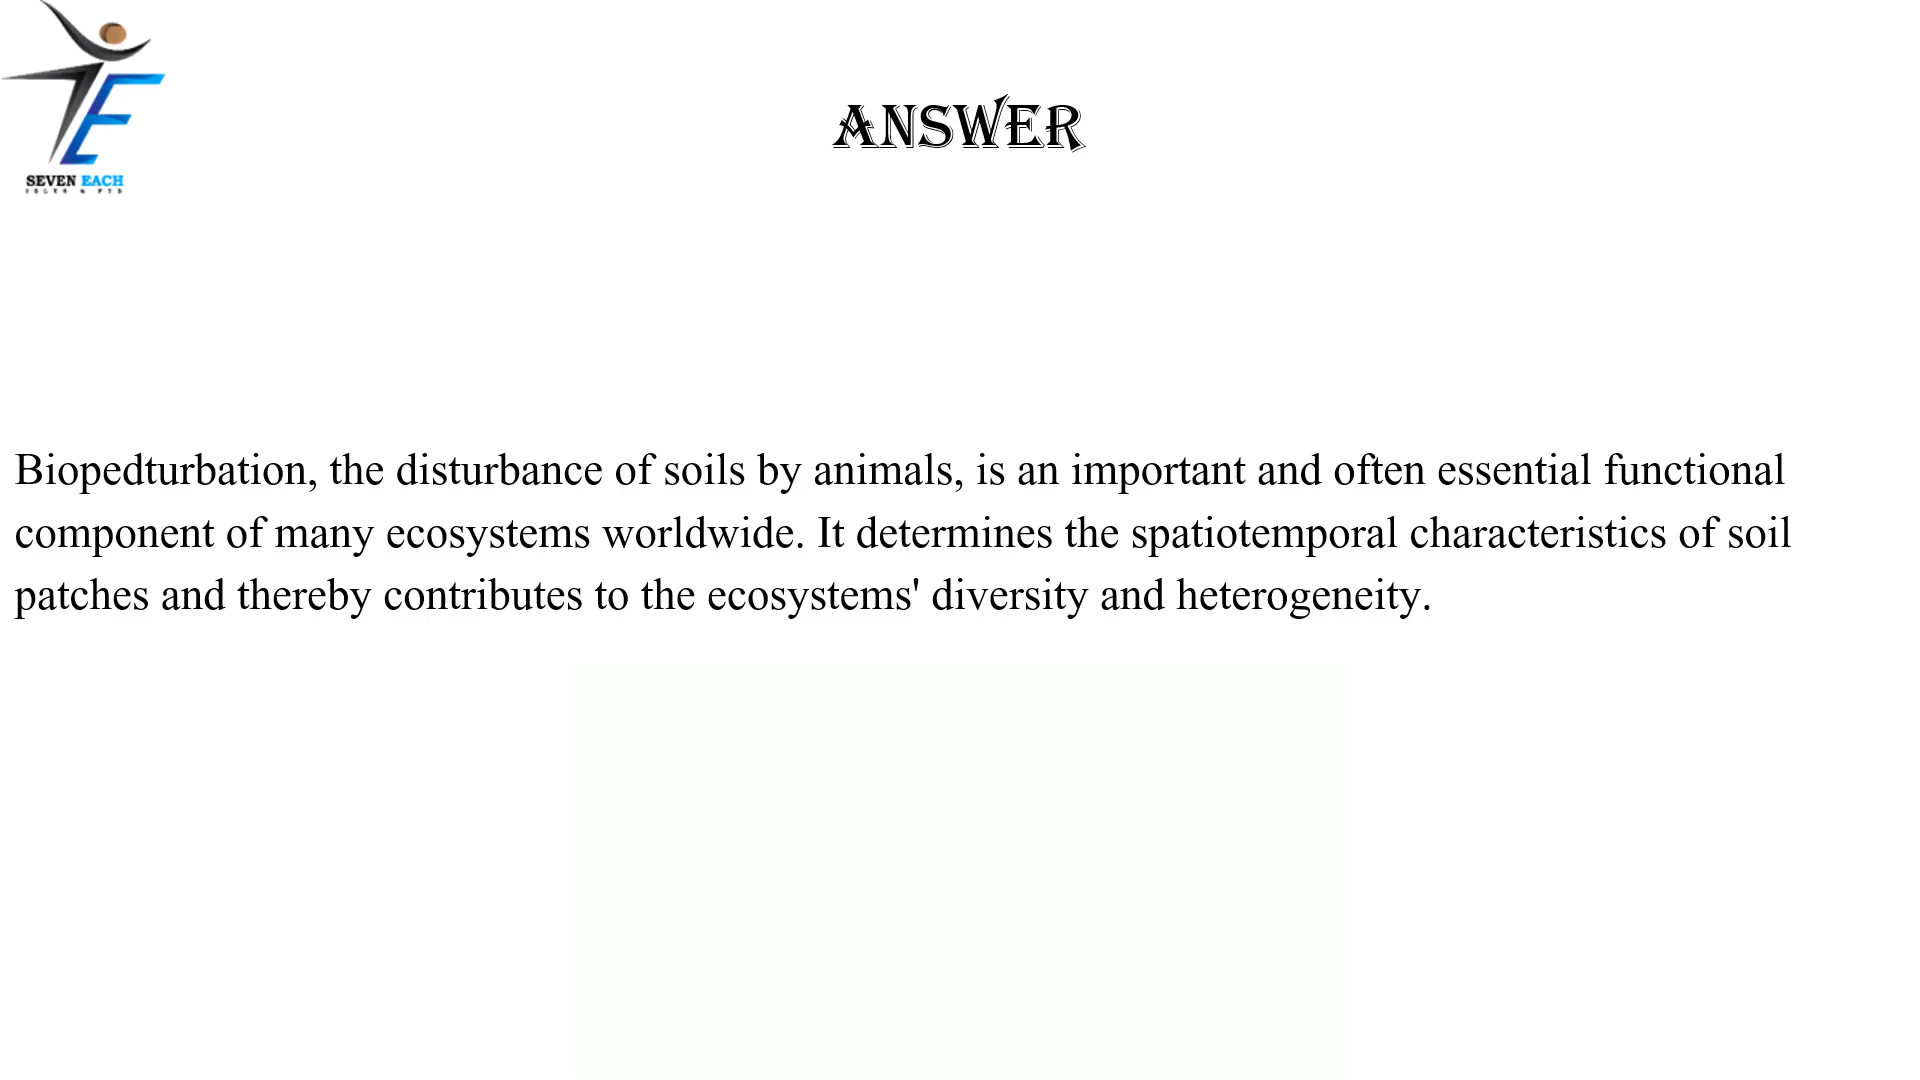 ANSWER
SEVEN EACH
Biopedturbation, the disturbance of soils by animals, is an important and often essential functional
component of many ecosystems worldwide. It determines the spatiotemporal characteristics of soil
patches and thereby contributes to the ecosystems' diversity and heterogeneity.